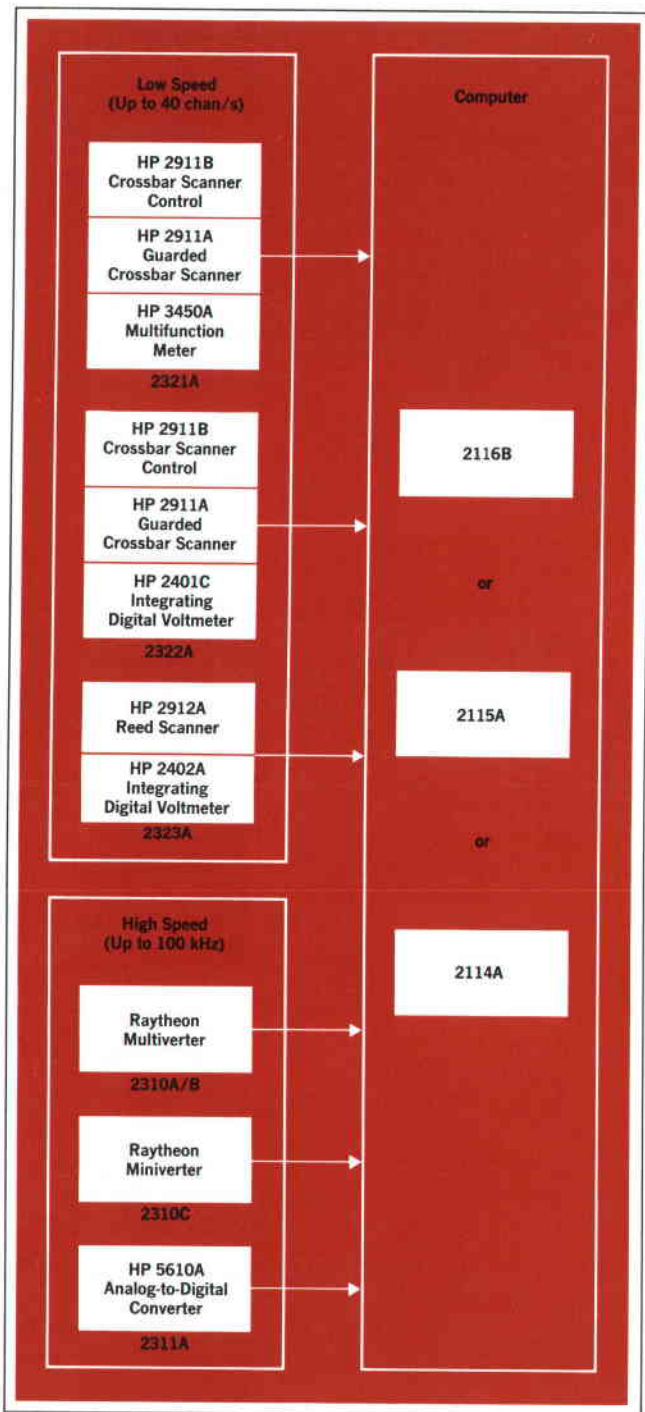 Low Speed
(Up to 40 chan/s)
HP 2911B
Crossbar Scanner
Control
HP 2911A
Guarded
Crossbar Scanner
HP 3450A
Multifunction
Meter
2321A
HP 2911B
Crossbar Scanner
Control
HP 2911A
Guarded
Crossbar Scanner
HP 2401C
Integrating
Digital Voltmeter
2322A
HP 2912A
Reed Scanner
HP 2402A
Integrating
Digital Voltmeter
2323A
High Speed
(Up to 100 kHz)
Raytheon
Multiverter
2310A/B
Raytheon
Miniverter
2310C
HP 5610A
Analog-to-Digital
Converter
2311A
Computer
2116B
or
2115A
or
2114A